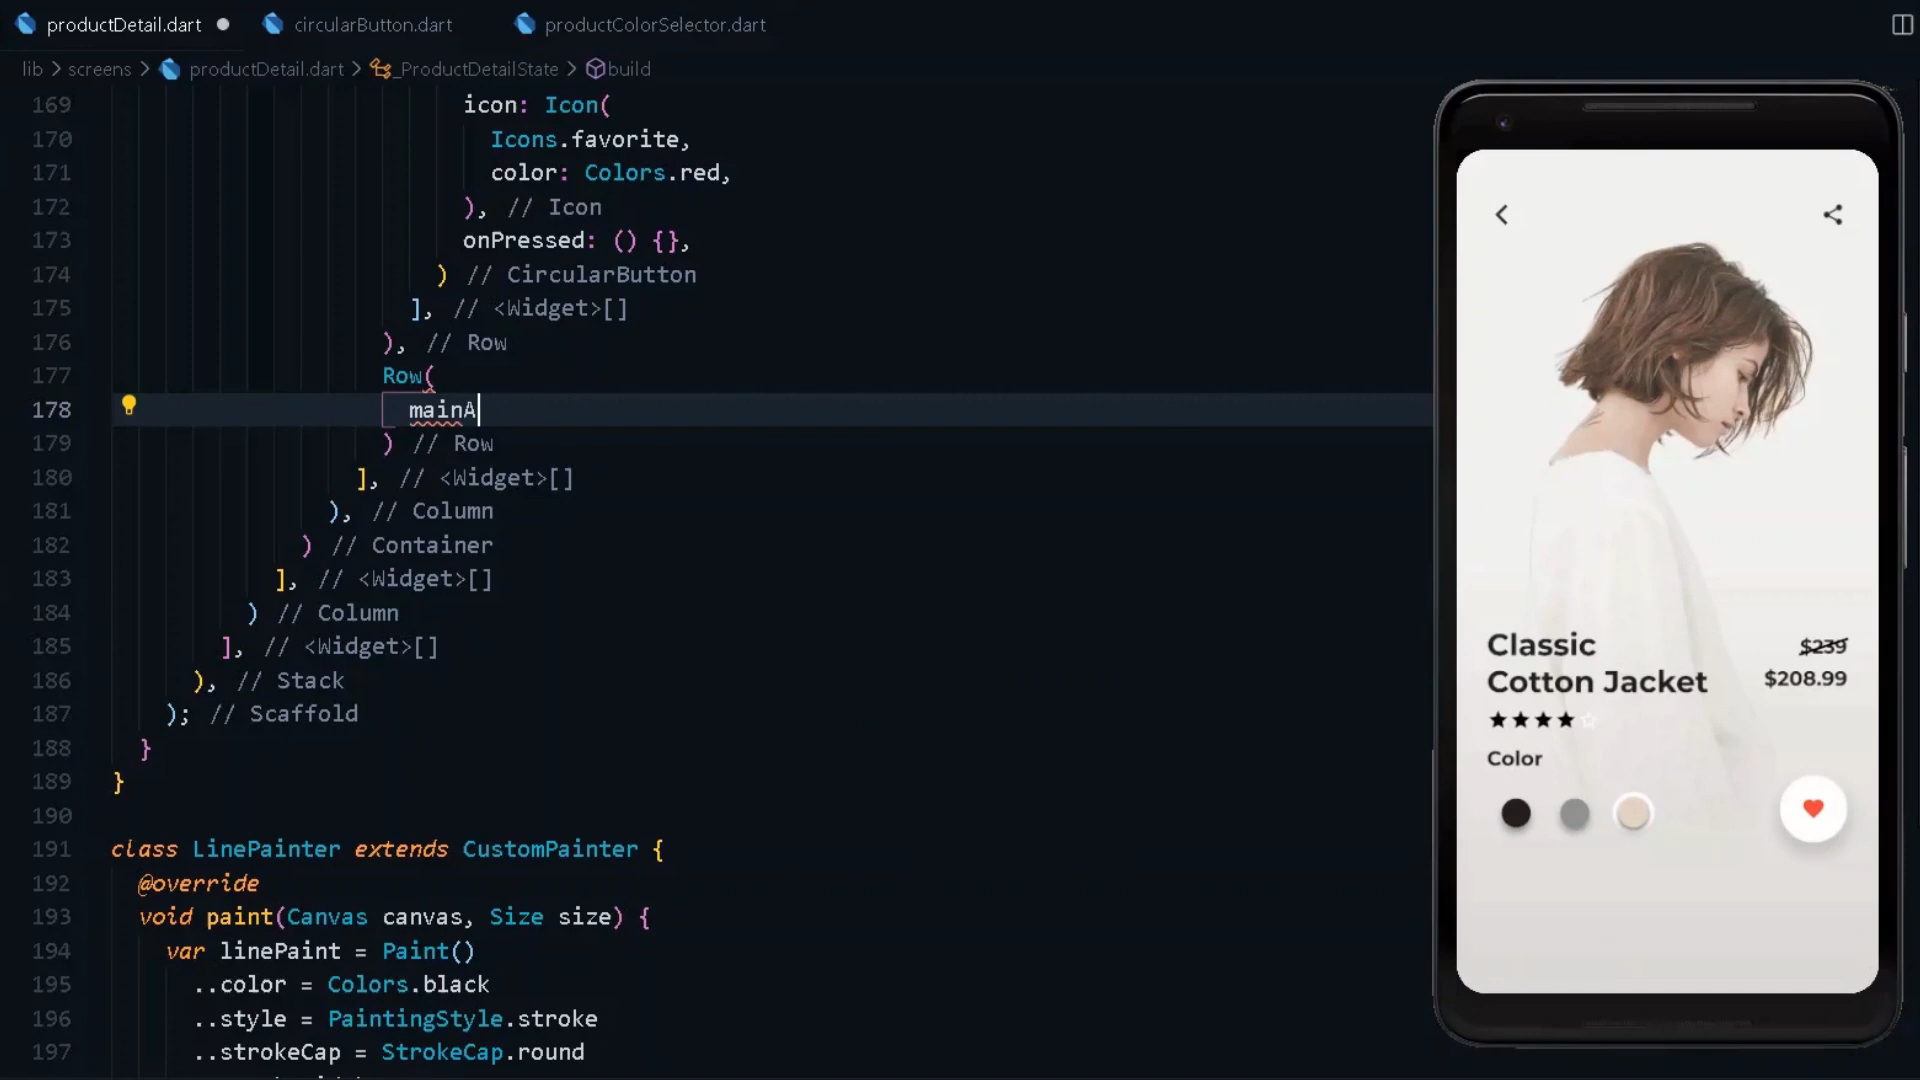 productDetail.dart
circularButton.dart
productColorSelector.dart
lib > screens > productDetail.dart > _ProductDetailState > build
169 icon: Icon(
170 Icons.favorite,
171 color: Colors.red,
172 ), // Icon
173 onPressed: () {},
174 ) // CircularButton
175 ], // <Widget>[]
176 ), // Row
177 Row(
178 mainA
179 ) // Row
180 ], // <Widget>[]
181 ), // Column
182 ) // Container
183 ], // <Widget>[]
184 ) // Column
185 ], // <Widget>[]
186 ), // Stack
187 ); // Scaffold
188 }
189 }
190
191 class LinePainter extends CustomPainter {
192 @override
193 void paint(Canvas canvas, Size size) {
194 var linePaint = Paint()
195 ..color = Colors.black
196 ..style = PaintingStyle.stroke
197 ..strokeCap = StrokeCap.round
Classic
Cotton Jacket
$239
$208.99
Color